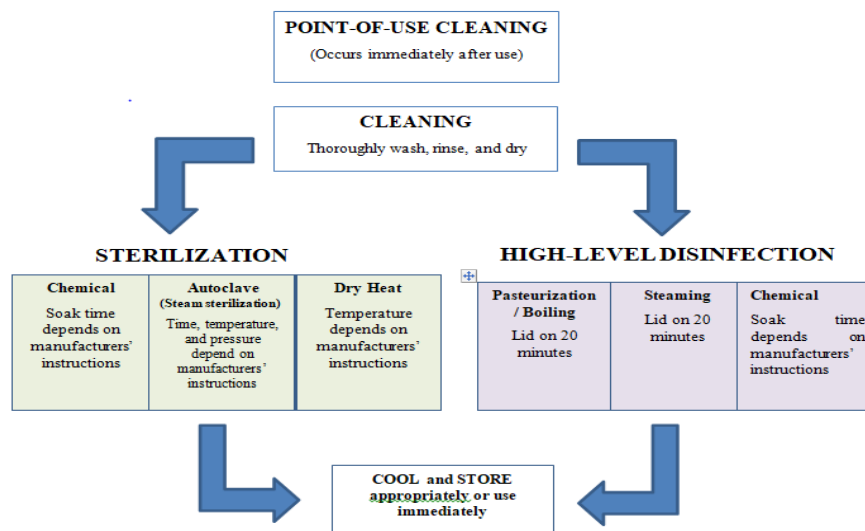 POINT-OF-USE CLEANING
(Occurs immediately after use)
CLEANING
Thoroughly wash, rinse, and dry
STERILIZATION
Chemical
Soak time
depends on
manufacturers’
instructions
Autoclave
(Steam sterilization)
Time, temperature,
and pressure
depend on
manufacturers’
instructions
Dry Heat
Temperature
depends on
manufacturers’
instructions
HIGH-LEVEL DISINFECTION
Pasteurization
/ Boiling
Lid on 20
minutes
Steaming
Lid on 20
minutes
Chemical
Soak time
depends on
manufacturers’
instructions
COOL and STORE
appropriately or use
immediately